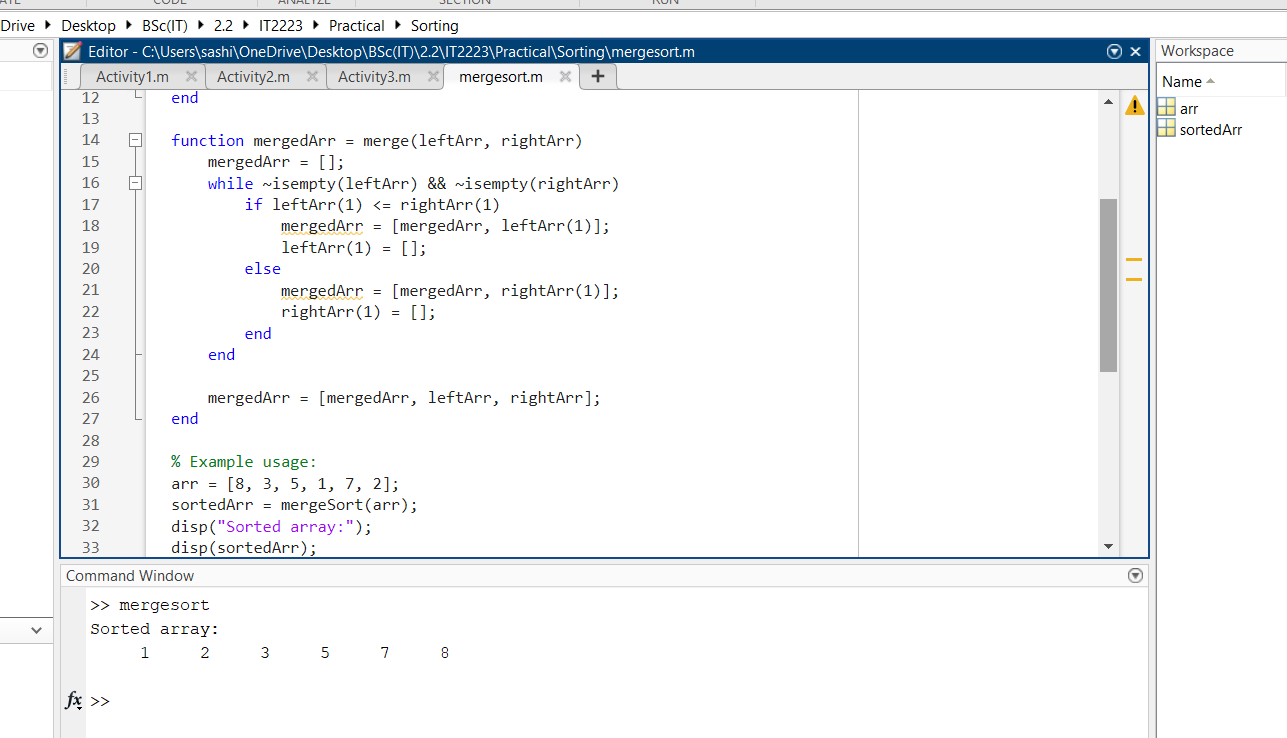 CODE ANALYZE SECTION RUN
Drive Desktop BSc(IT) 2.2 IT2223 Practical Sorting
Editor - C:\Users\sashi\OneDrive\Desktop\BSc(IT)\2.2\IT2223\Practical\Sorting\mergesort.m
Activity1.m Activity2.m Activity3.m mergesort.m
12 end
13
14 function mergedArr = merge(leftArr, rightArr)
15 mergedArr = [];
16 while ~isempty(leftArr) && ~isempty(rightArr)
17 if leftArr(1) <= rightArr(1)
18 mergedArr = [mergedArr, leftArr(1)];
19 leftArr(1) = [];
20 else
21 mergedArr = [mergedArr, rightArr(1)];
22 rightArr(1) = [];
23 end
24 end
25
26 mergedArr = [mergedArr, leftArr, rightArr];
27 end
28
29 % Example usage:
30 arr = [8, 3, 5, 1, 7, 2];
31 sortedArr = mergeSort(arr);
32 disp("Sorted array:");
33 disp(sortedArr);
Command Window
>> mergesort
Sorted array:
1 2 3 5 7 8
fx >>
Workspace
Name
arr
sortedArr